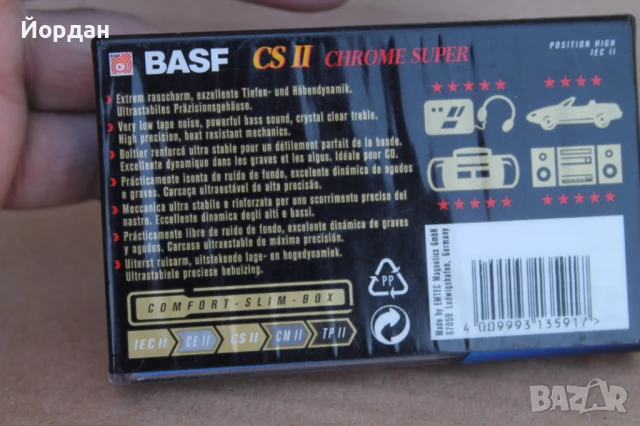 Йордан
BASF CS II CHROME SUPER
POSITION HIGH
IEC II
Extrem rauscharm, exzellente Tiefen- und Höhendynamik.
Ultrastabiles Präzisionsgehäuse.
Very low tape noise, powerful bass sound, crystal clear treble.
High precision, heat resistant mechanics.
Boîtier renforcé ultra stable pour un défilement parfait de la bande.
Excellente dynamique dans les graves et les aigus. Idéale pour CD.
Prácticamente isenta de ruído de fondo, excelente dinámica de agudos
e graves. Carcaça ultraestável de alta precisão.
Meccanica ultra stabile e rinforzata per uno scorrimento preciso del
nastro. Eccellente dinamica degli alti e bassi.
Prácticamente libre de ruido de fondo, excelente dinámica de graves
y agudos. Carcasa ultraestable de máxima precisión.
Uiterst ruisarm, uitstekende lage- en hogedynamiek.
Ultrastabiele preciese behuizing.
COMFORT-SLIM-BOX
IEC II CE II CS II CM II TP II
PP
Made by EMTEC Magnetics GmbH
67059 Ludwigshafen, Germany
4 009993 135917 >
BAZAR